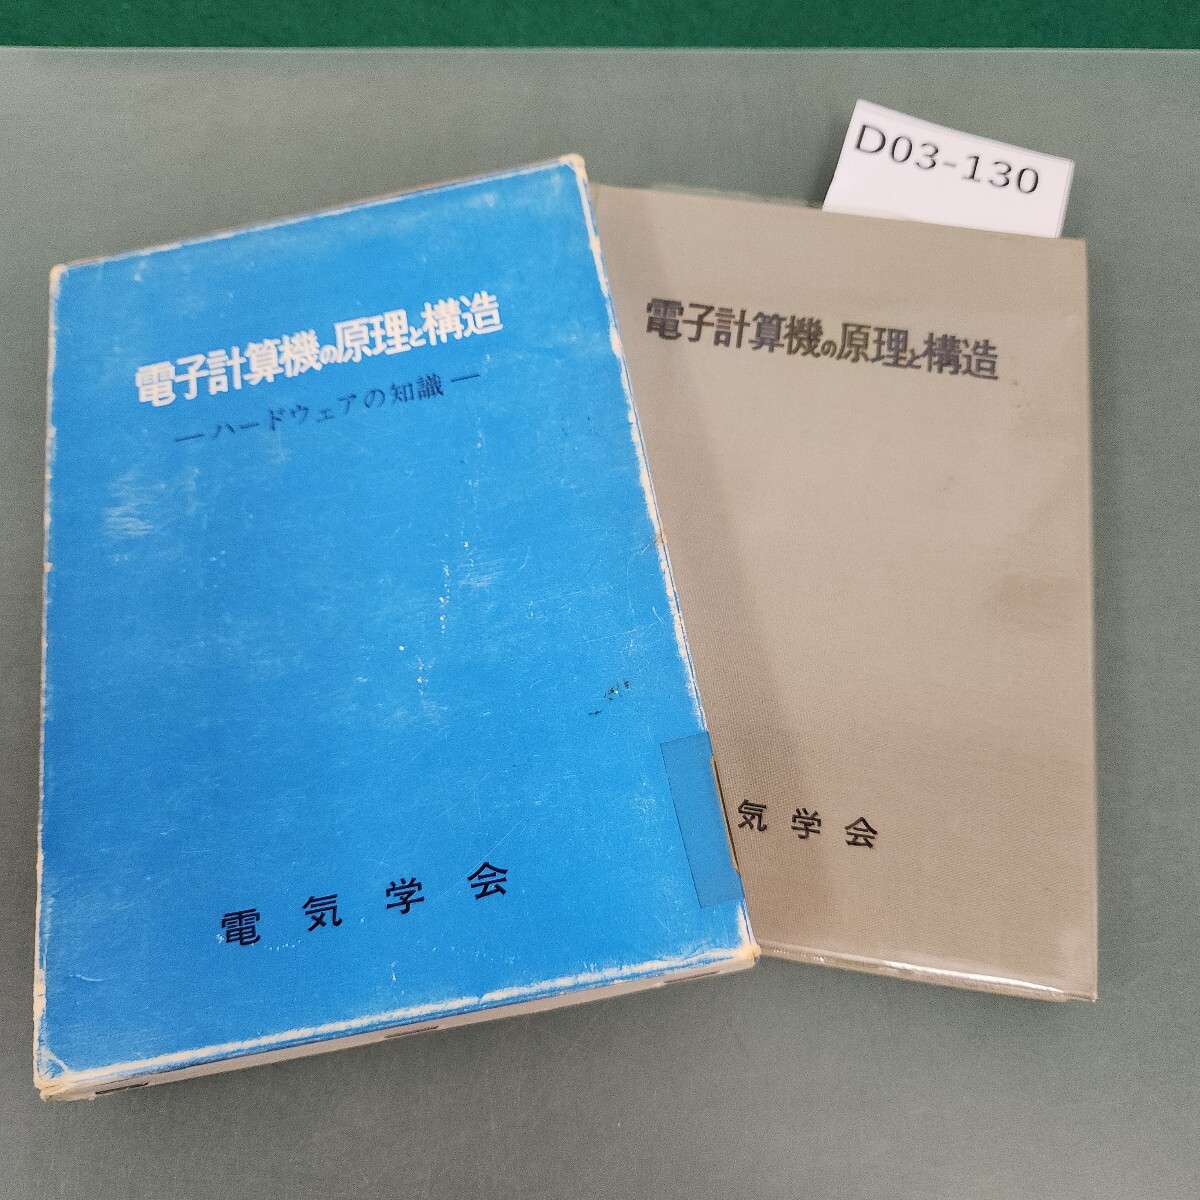 D03-130
電子計算機の原理と構造
―ハードウェアの知識―
電気学会
電子計算機の原理と構造
気学会